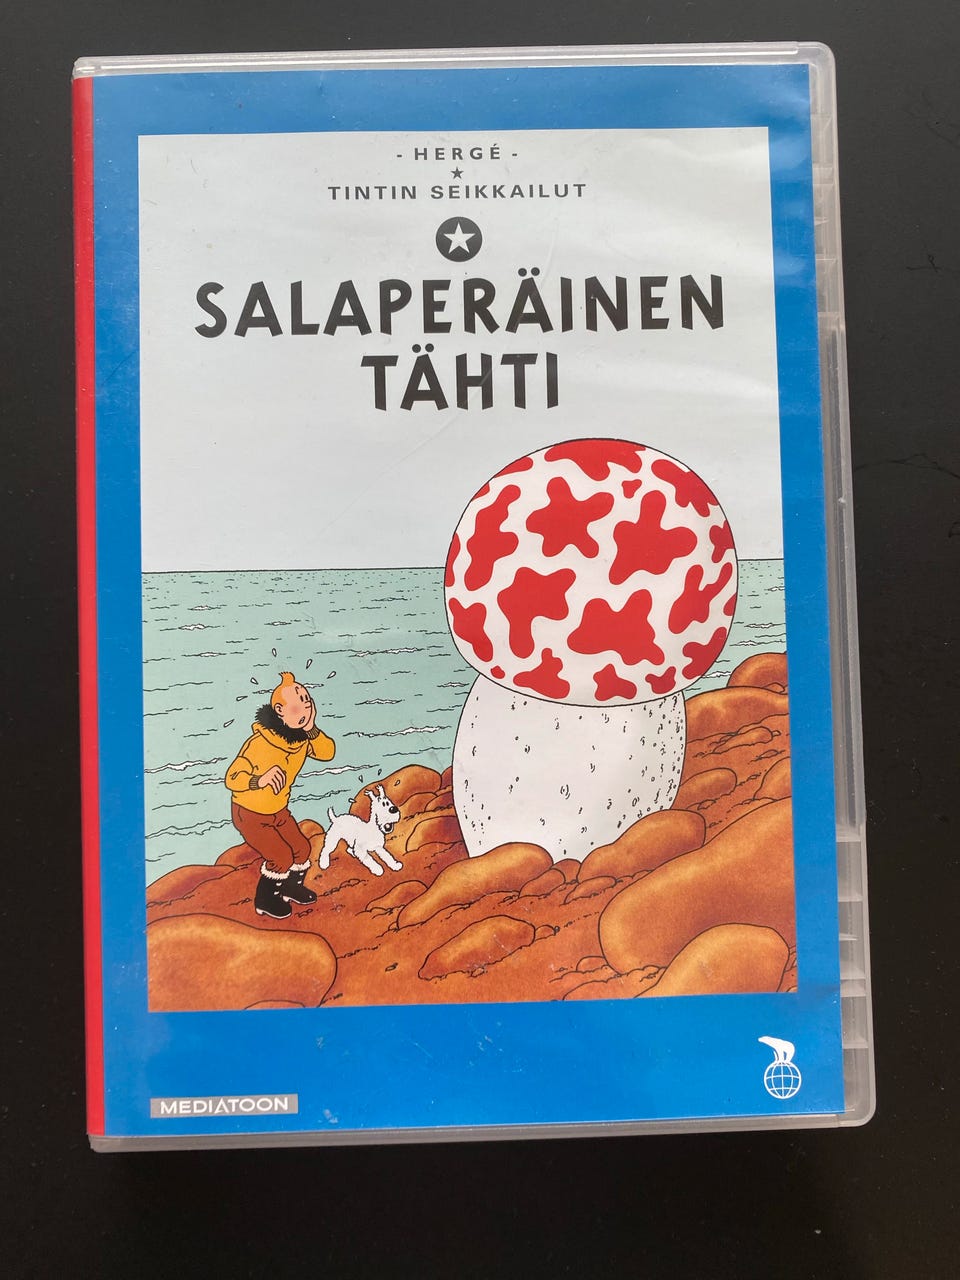 - HERGÉ -
TINTIN SEIKKAILUT
SALAPERÄINEN
TÄHTI
MEDIATOON